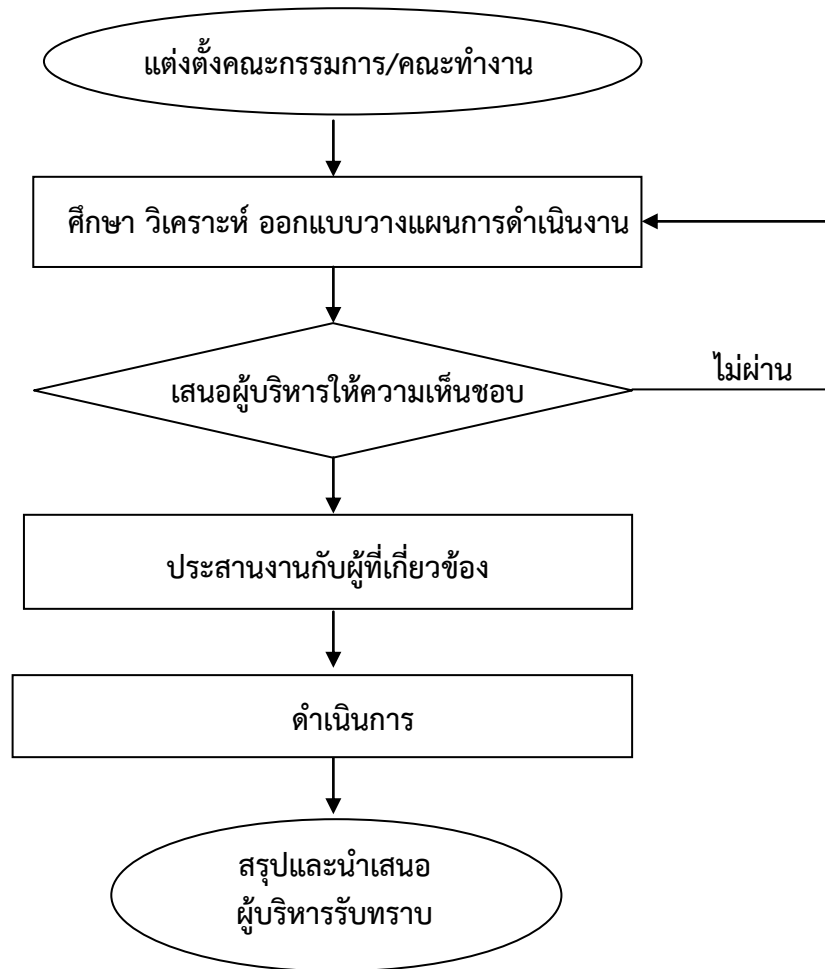 แต่งตั้งคณะกรรมการ/คณะทำงาน
ศึกษา วิเคราะห์ ออกแบบวางแผนการดำเนินงาน
เสนอผู้บริหารให้ความเห็นชอบ
ไม่ผ่าน
ประสานงานกับผู้ที่เกี่ยวข้อง
ดำเนินการ
สรุปและนำเสนอ
ผู้บริหารรับทราบ